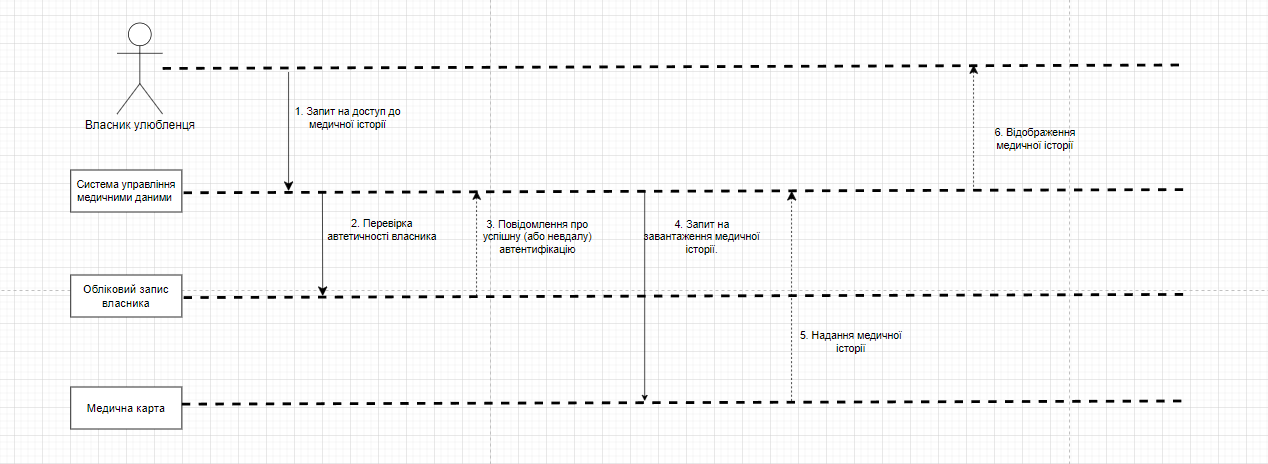 Власник улюбленця
1. Запит на доступ до
медичної історії
6. Відображення
медичної історії
Система управління
медичними даними
2. Перевірка
автетичності власника
3. Повідомлення про
успішну (або невдалу)
автентифікацію
4. Запит на
завантаження медичної
історії.
Обліковий запис
власника
5. Надання медичної
історії
Медична карта